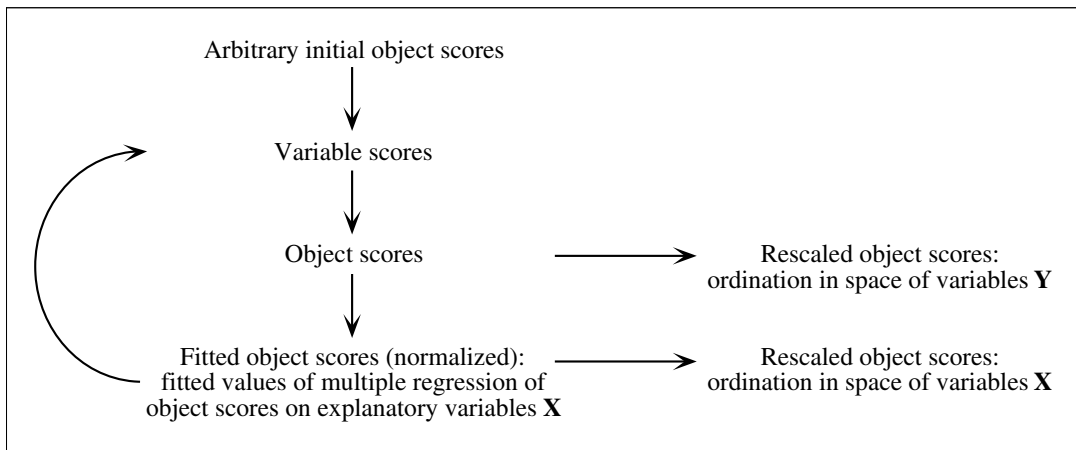 Arbitrary initial object scores
Variable scores
Object scores
Rescaled object scores:
ordination in space of variables Y
Fitted object scores (normalized):
fitted values of multiple regression of
object scores on explanatory variables X
Rescaled object scores:
ordination in space of variables X